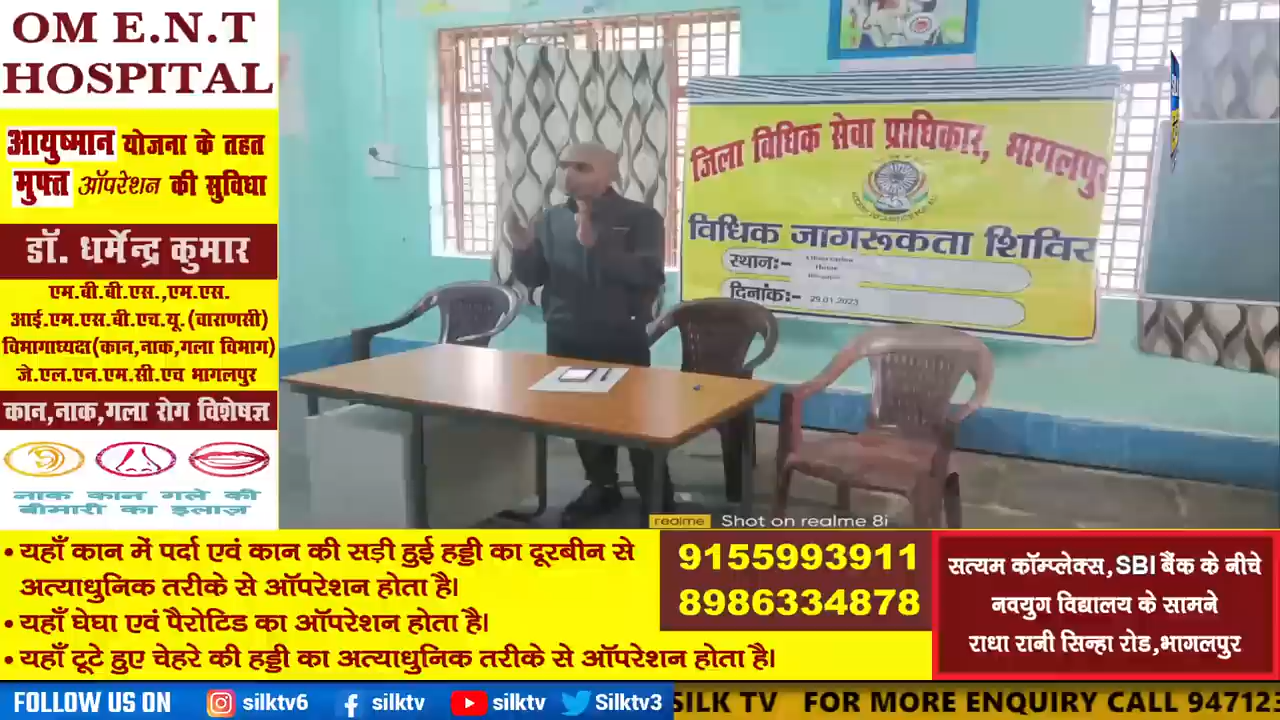 OM E.N.T
HOSPITAL
आयुष्मान योजना के तहत
मुफ्त ऑपरेशन की सुविधा
डॉ. धर्मेन्द्र कुमार
एम.बी.बी.एस.,एम.एस.
आई.एम.एस.बी.एच.यू.(वाराणसी)
विभागाध्यक्ष(कान,नाक,गला विभाग)
जे.एल.एन.एम.सी.एच भागलपुर
कान,नाक,गला रोग विशेषज्ञ
नाक कान गले की
बीमारी का इलाज़
जिला विधिक सेवा प्राधिकार, भागलपुर
विधिक जागरूकता शिविर
स्थान:-
दिनांक:- 29.01.2023
realme Shot on realme 8i
• यहाँ कान में पर्दा एवं कान की सड़ी हुई हड्डी का दूरबीन से
अत्याधुनिक तरीके से ऑपरेशन होता है।
• यहाँ घेघा एवं पैरोटिड का ऑपरेशन होता है।
• यहाँ टूटे हुए चेहरे की हड्डी का अत्याधुनिक तरीके से ऑपरेशन होता है।
9155993911
8986334878
सत्यम कॉम्प्लेक्स,SBI बैंक के नीचे
नवयुग विद्यालय के सामने
राधा रानी सिन्हा रोड,भागलपुर
FOLLOW US ON silktv6 silktv silktv Silktv3 SILK TV FOR MORE ENQUIRY CALL 94712